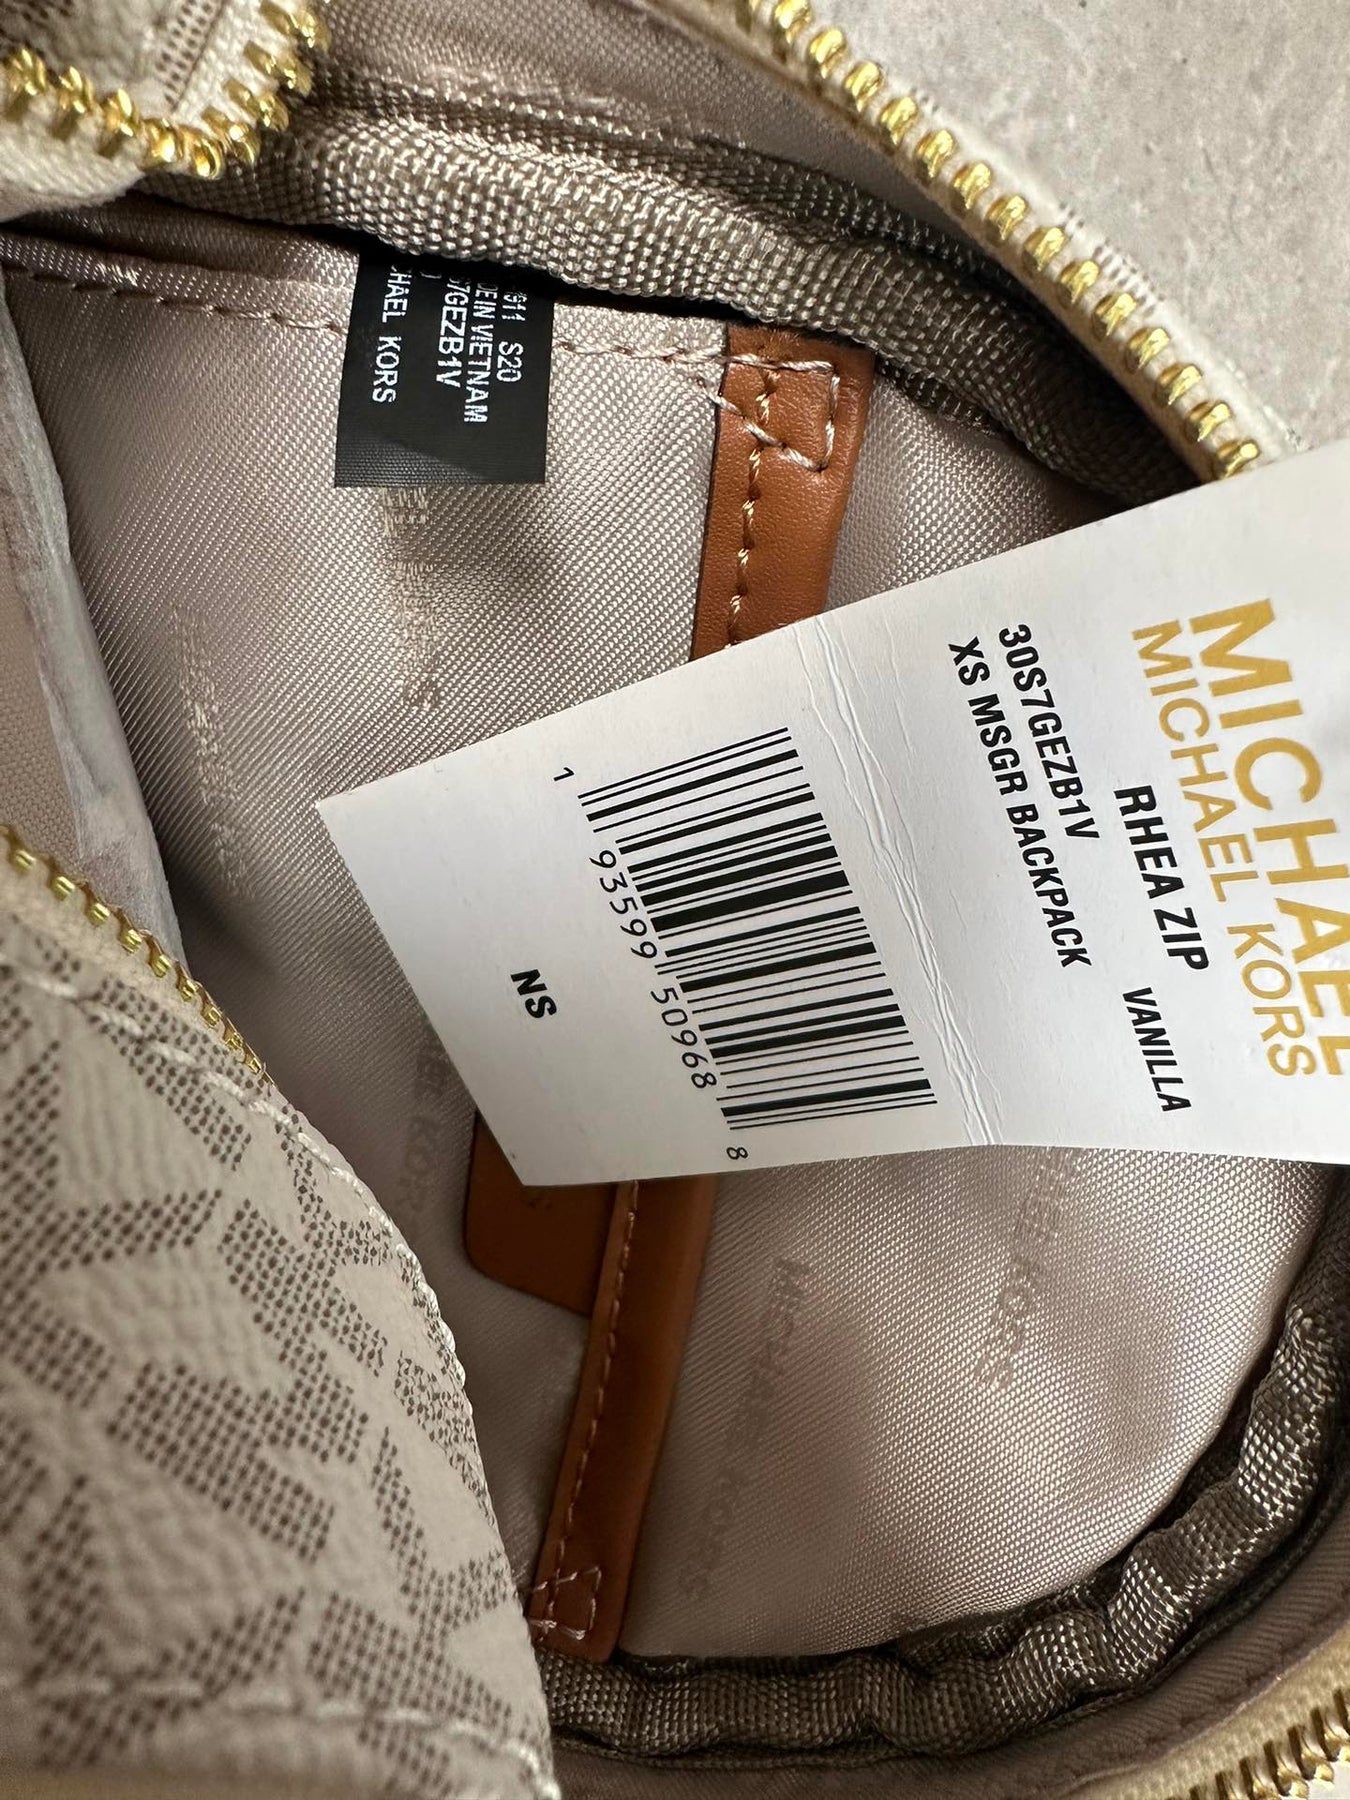 MICHAEL
MICHAEL KORS
RHEA ZIP VANILLA
30S7GEZB1V
XS MSGR BACKPACK
1 93599 50968 8
NS
S20
IN VIETNAM
7GEZB1V
KORS